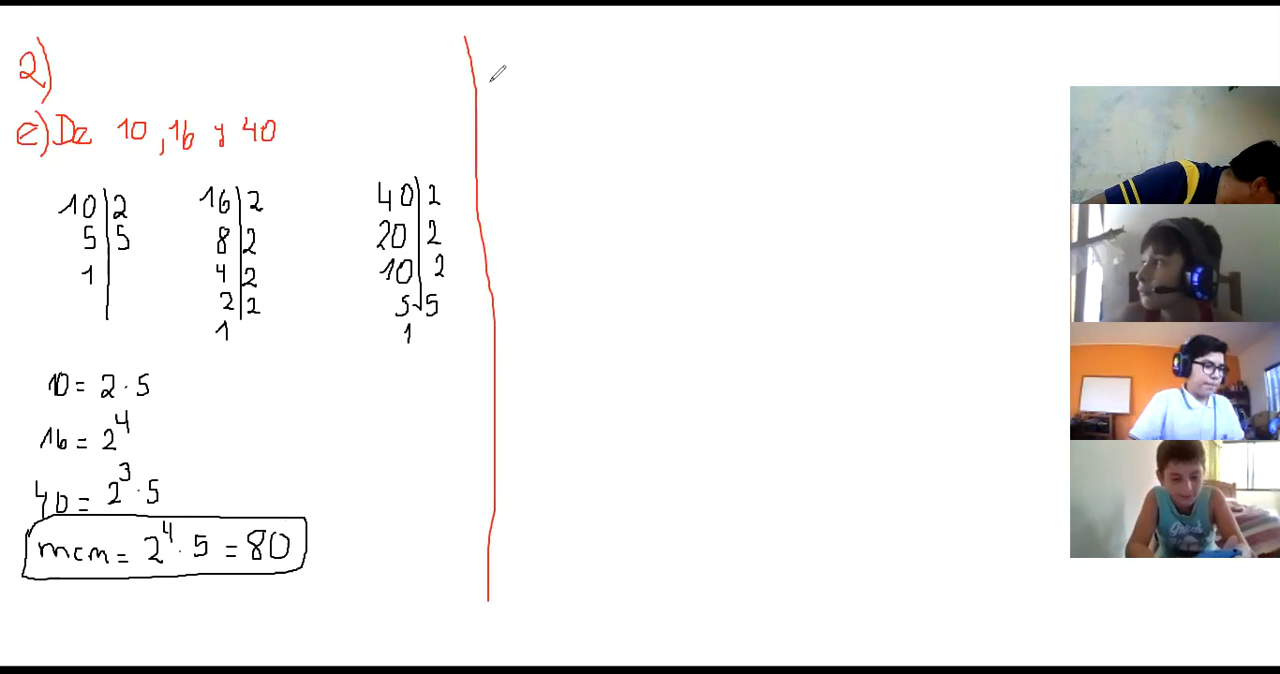 2)
e) De 10, 16 y 40
10 | 2
5 | 5
1
16 | 2
8 | 2
4 | 2
2 | 2
1
40 | 2
20 | 2
10 | 2
5 | 5
1
10 = 2 · 5
16 = 2⁴
40 = 2³ · 5
mcm = 2⁴ · 5 = 80